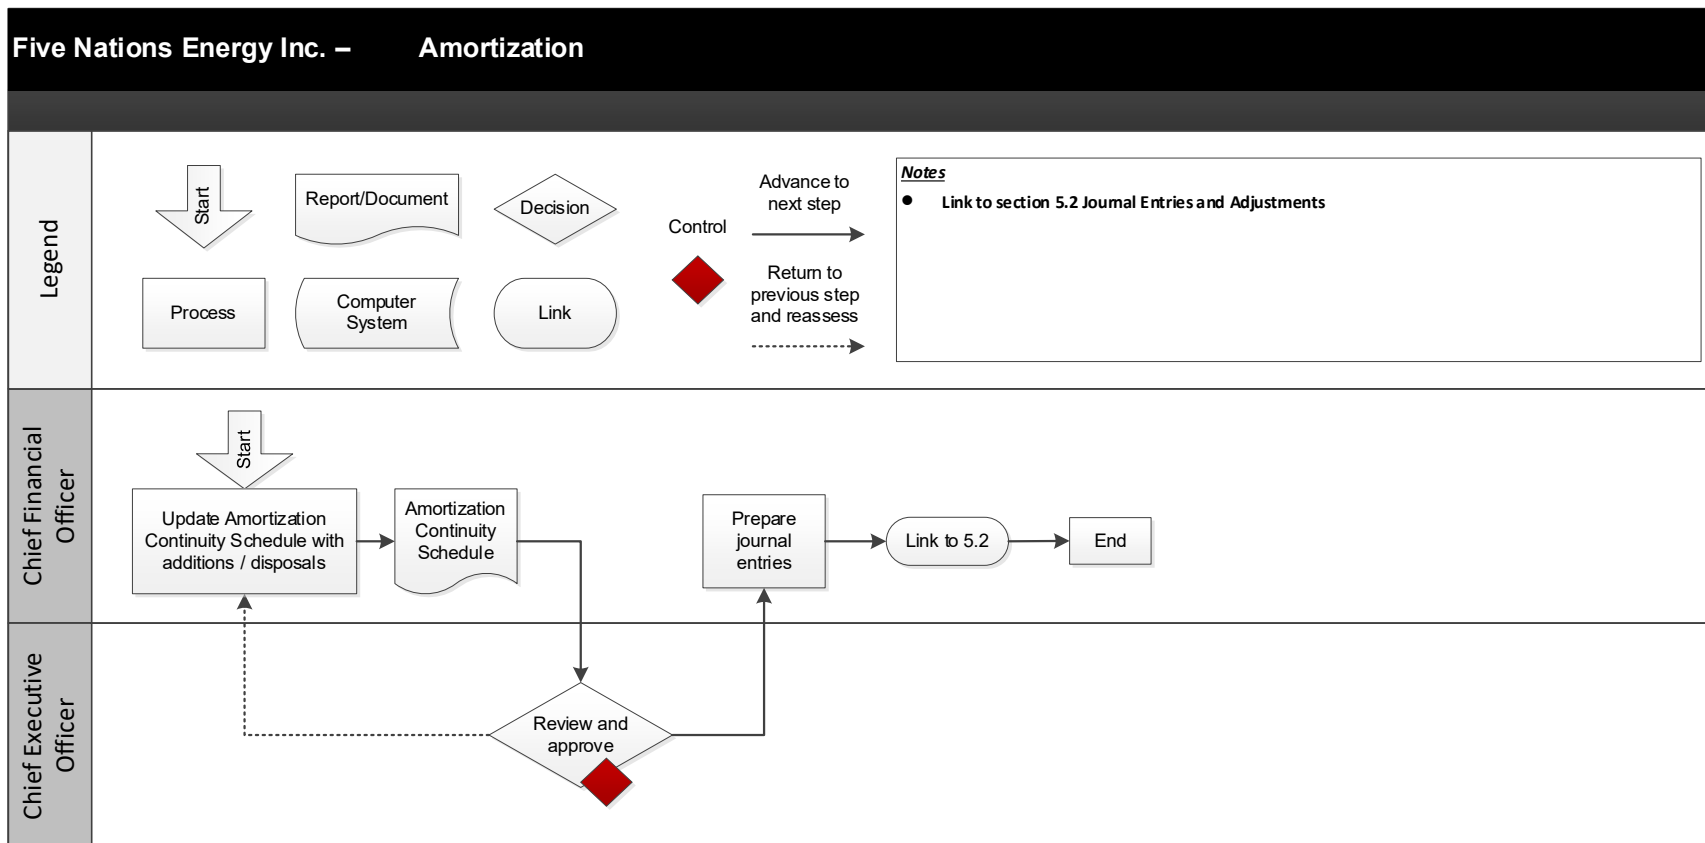 Five Nations Energy Inc. – Amortization
Legend
Start
Report/Document
Decision
Process
Computer
System
Link
Control
Advance to
next step
Return to
previous step
and reassess
Notes
● Link to section 5.2 Journal Entries and Adjustments
Chief Financial
Officer
Start
Update Amortization
Continuity Schedule with
additions / disposals
Amortization
Continuity
Schedule
Prepare
journal
entries
Link to 5.2
End
Chief Executive
Officer
Review and
approve